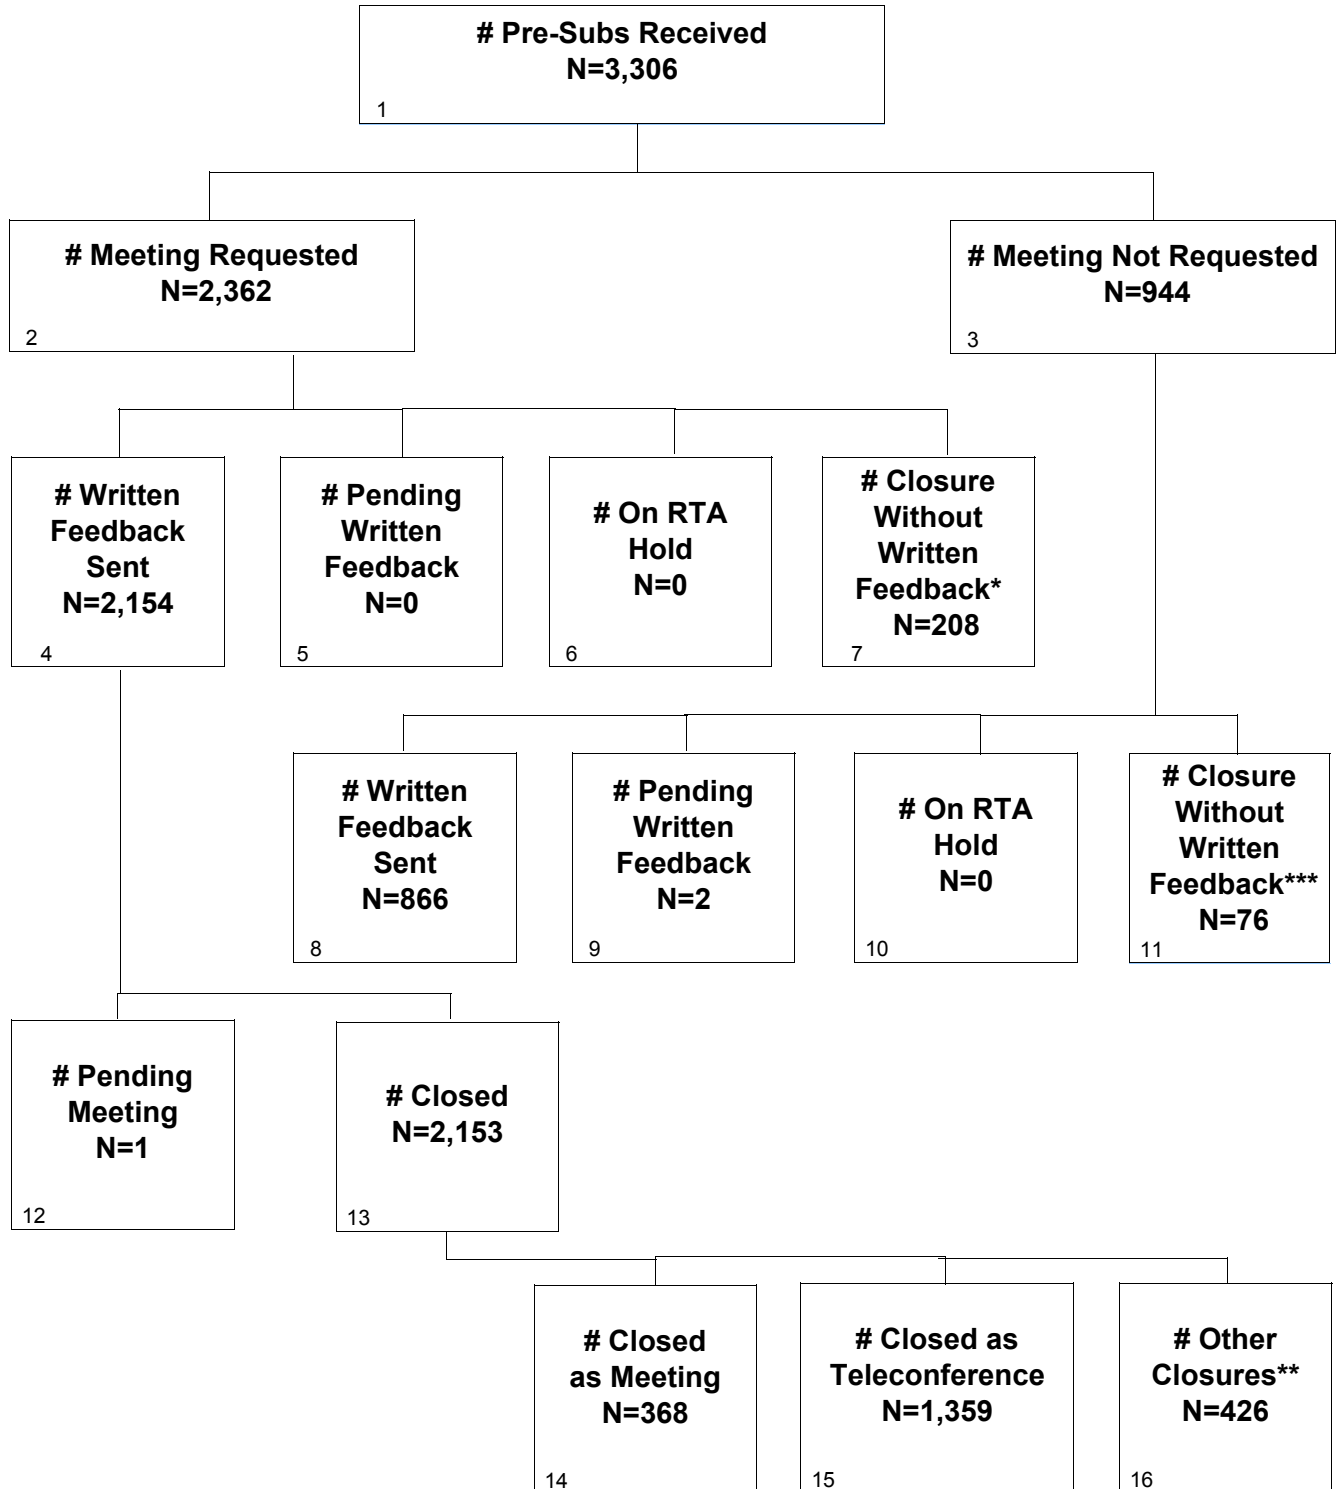 # Pre-Subs Received
N=3,306
1
# Meeting Requested
N=2,362
2
# Meeting Not Requested
N=944
3
# Written
Feedback
Sent
N=2,154
4
# Pending
Written
Feedback
N=0
5
# On RTA
Hold
N=0
6
# Closure
Without
Written
Feedback*
N=208
7
# Written
Feedback
Sent
N=866
8
# Pending
Written
Feedback
N=2
9
# On RTA
Hold
N=0
10
# Closure
Without
Written
Feedback***
N=76
11
# Pending
Meeting
N=1
12
# Closed
N=2,153
13
# Closed
as Meeting
N=368
14
# Closed as
Teleconference
N=1,359
15
# Other
Closures**
N=426
16